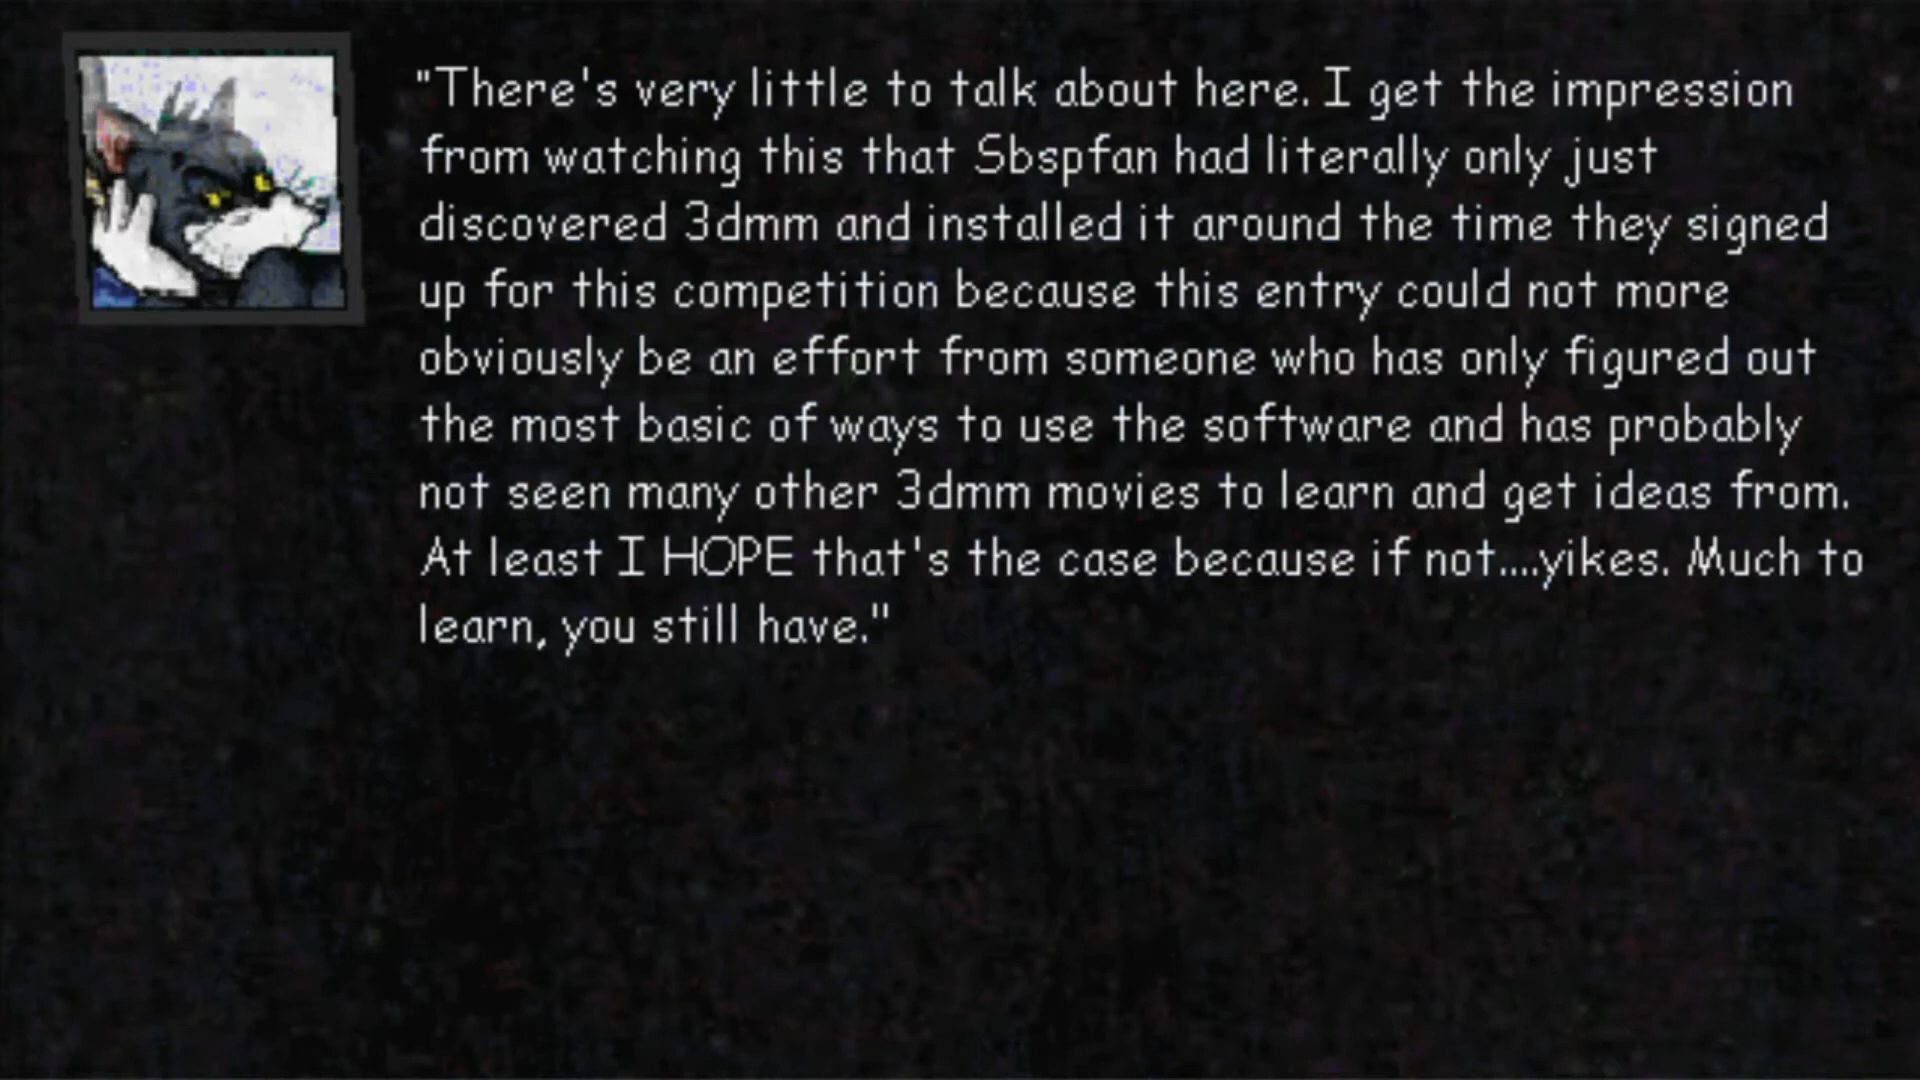 "There's very little to talk about here. I get the impression
from watching this that Sbspfan had literally only just
discovered 3dmm and installed it around the time they signed
up for this competition because this entry could not more
obviously be an effort from someone who has only figured out
the most basic of ways to use the software and has probably
not seen many other 3dmm movies to learn and get ideas from.
At least I HOPE that's the case because if not....yikes. Much to
learn, you still have."